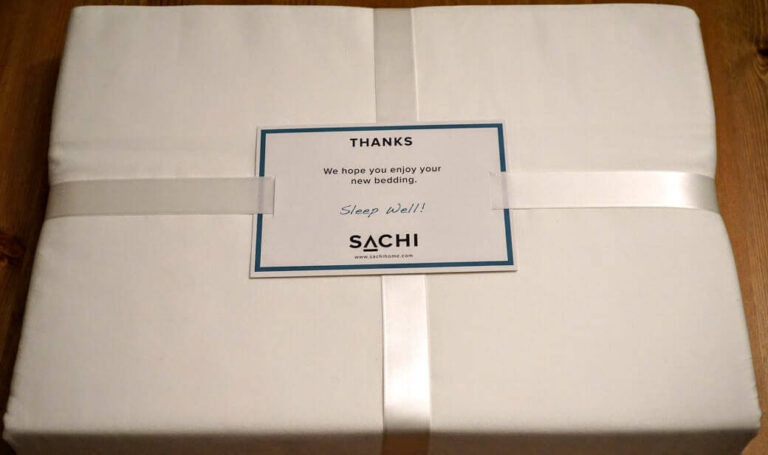 THANKS
We hope you enjoy your
new bedding.
Sleep Well!
SACHI
www.sachihome.com